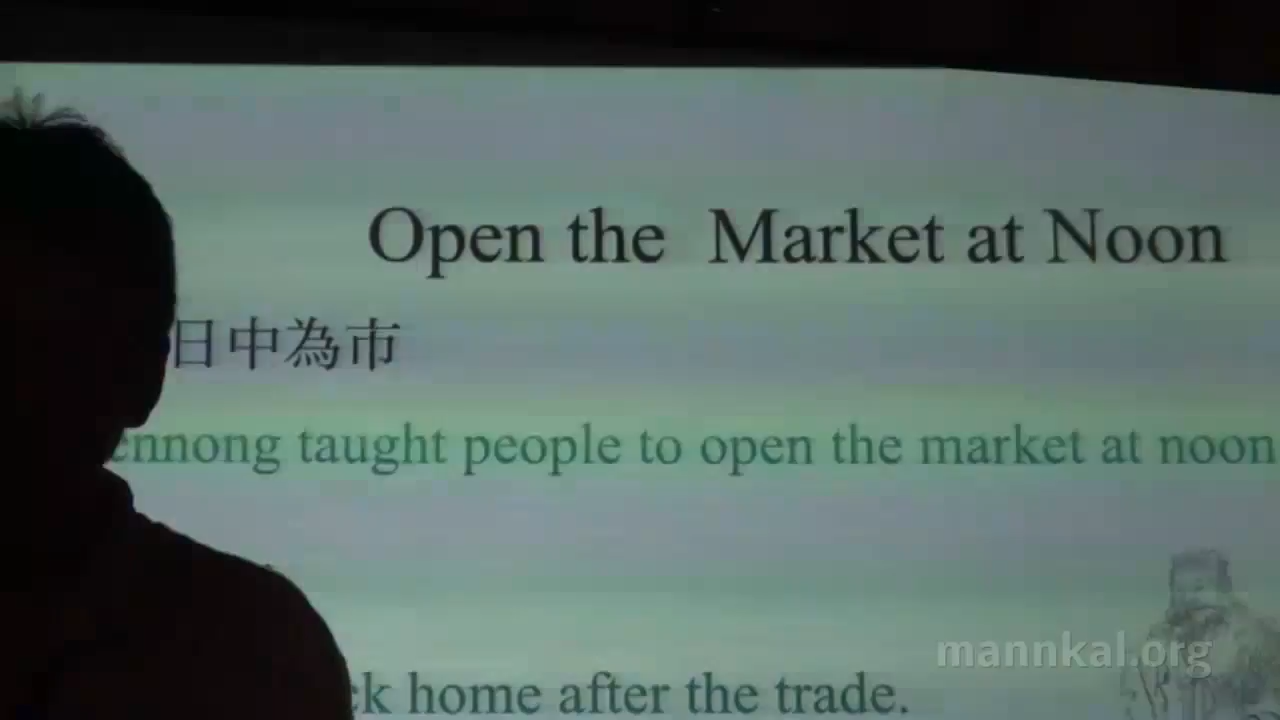 Open the Market at Noon
日中為市
ennong taught people to open the market at noon
k home after the trade.
mannkal.org